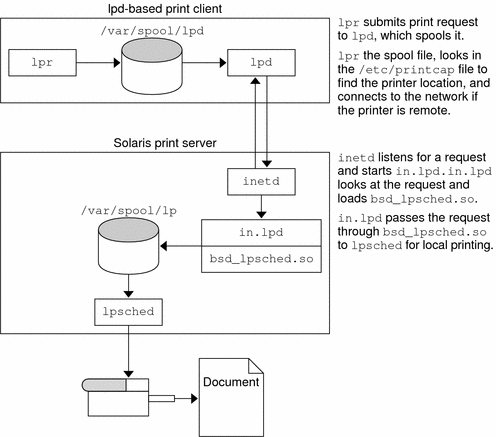 lpd-based print client
/var/spool/lpd
lpr
lpd
lpr submits print request
to lpd, which spools it.
lpr the spool file, looks in
the /etc/printcap file to
find the printer location, and
connects to the network if
the printer is remote.
Solaris print server
inetd
/var/spool/lp
in.lpd
bsd_lpsched.so
lpsched
inetd listens for a request
and starts in.lpd.in.lpd
looks at the request and
loads bsd_lpsched.so.
in.lpd passes the request
through bsd_lpsched.so
to lpsched for local printing.
Document